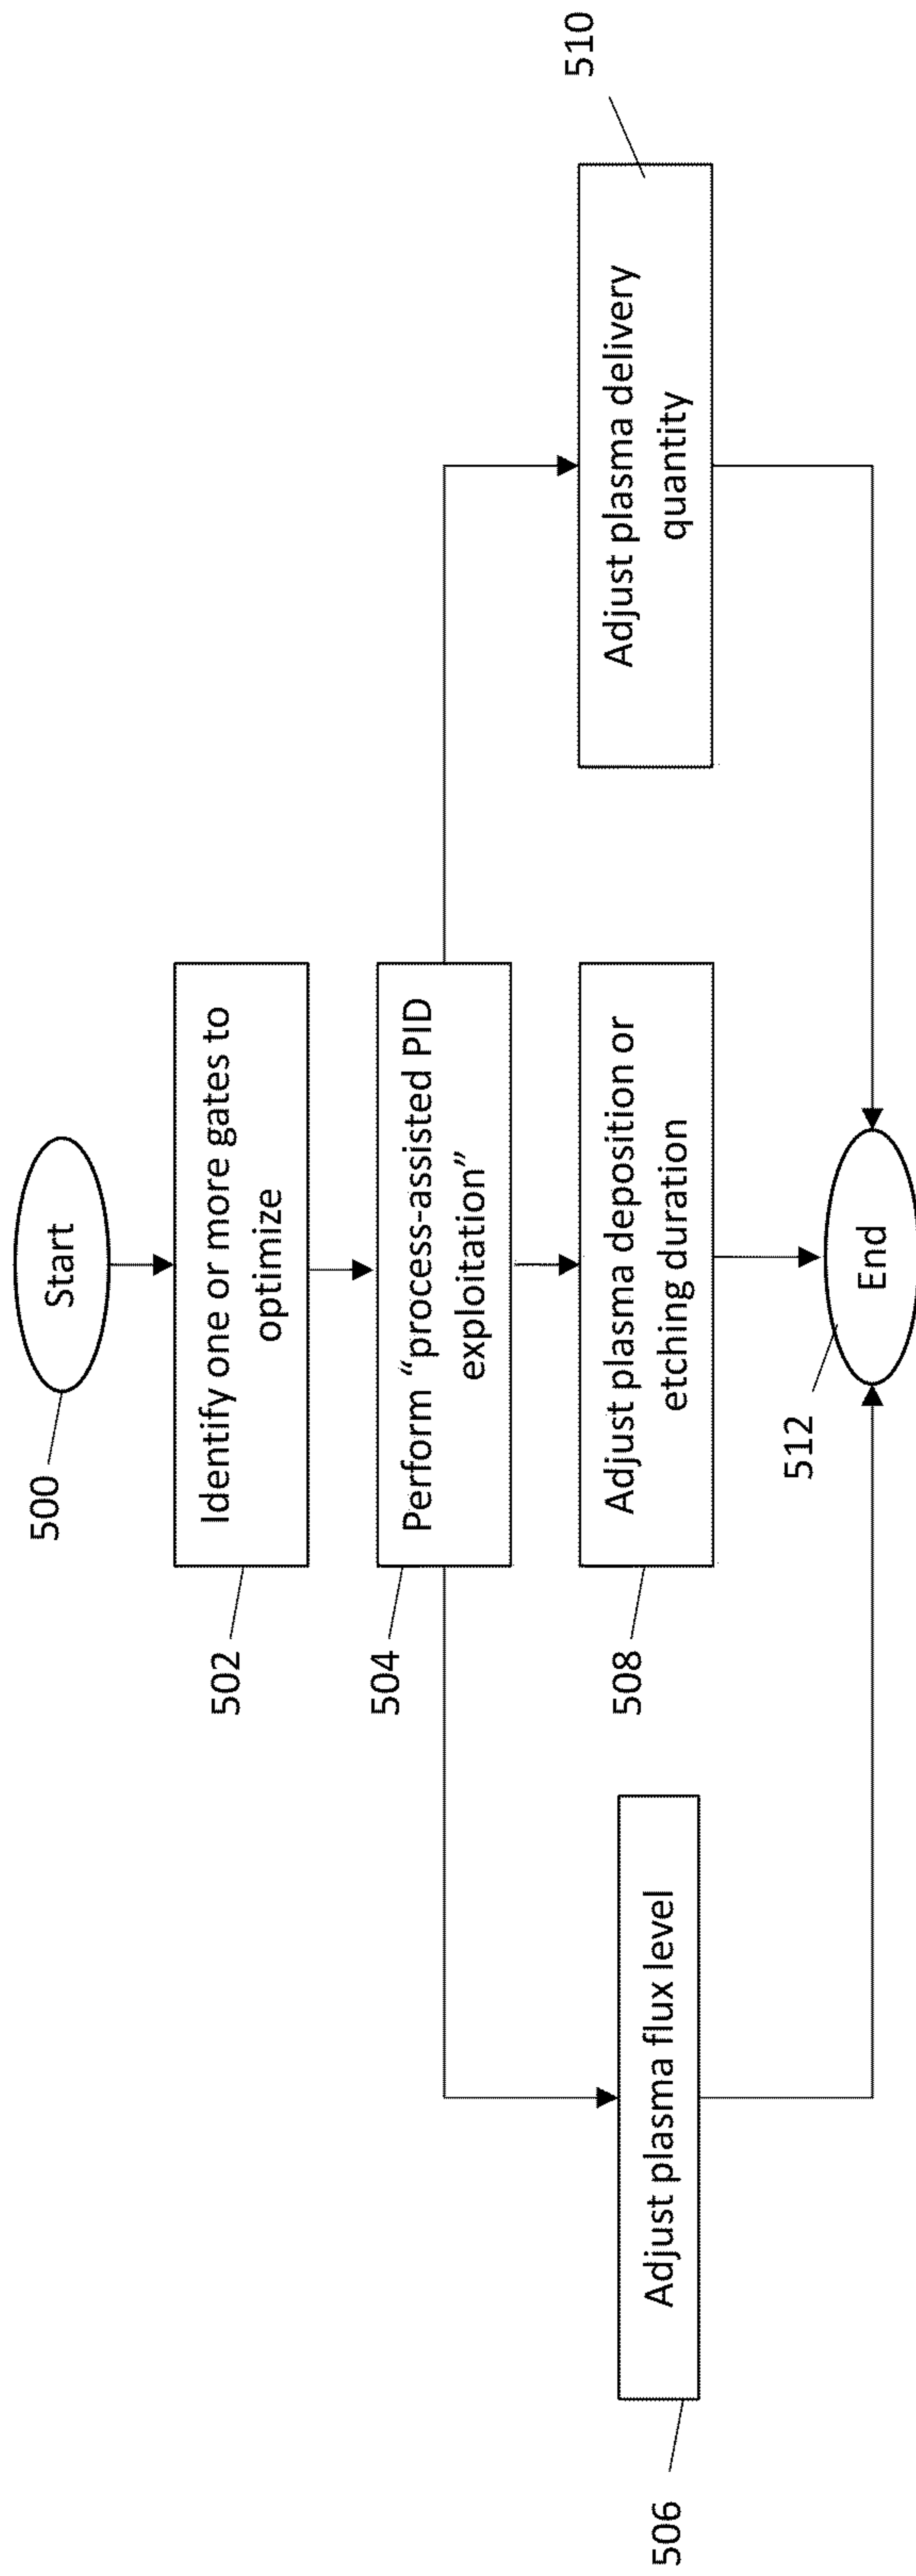 Start
500
Identify one or more gates to
optimize
502
Perform “process-assisted PID
exploitation”
504
Adjust plasma flux level
506
Adjust plasma deposition or
etching duration
508
Adjust plasma delivery
quantity
510
End
512